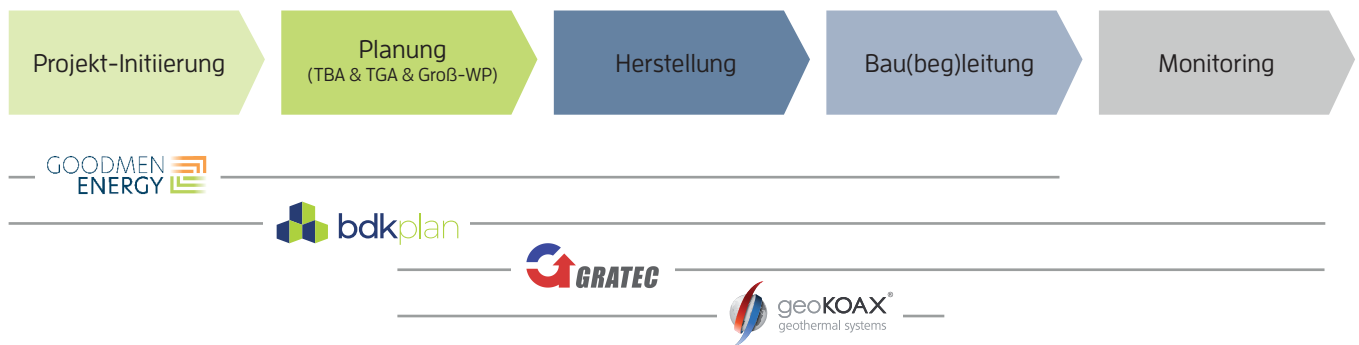 Projekt-Initiierung
Planung
(TBA & TGA & Groß-WP)
Herstellung
Bau(beg)leitung
Monitoring
GOODMEN
ENERGY
bdkplan
GRATEC
geoKOAX®
geothermal systems